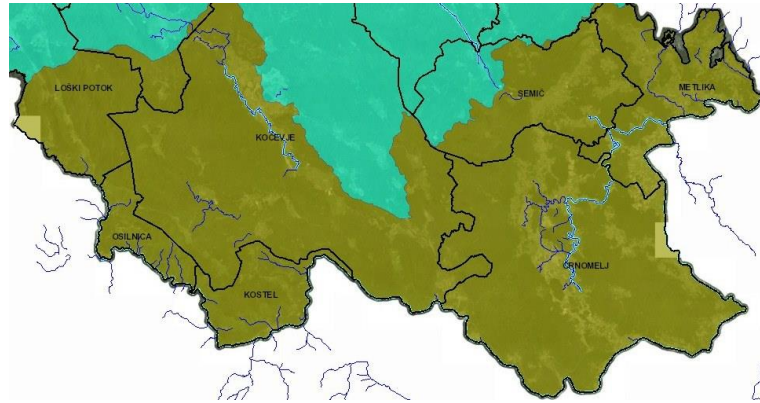 LOŠKI POTOK
SEMIČ
METLIKA
KOČEVJE
OSILNICA
ČRNOMELJ
KOSTEL